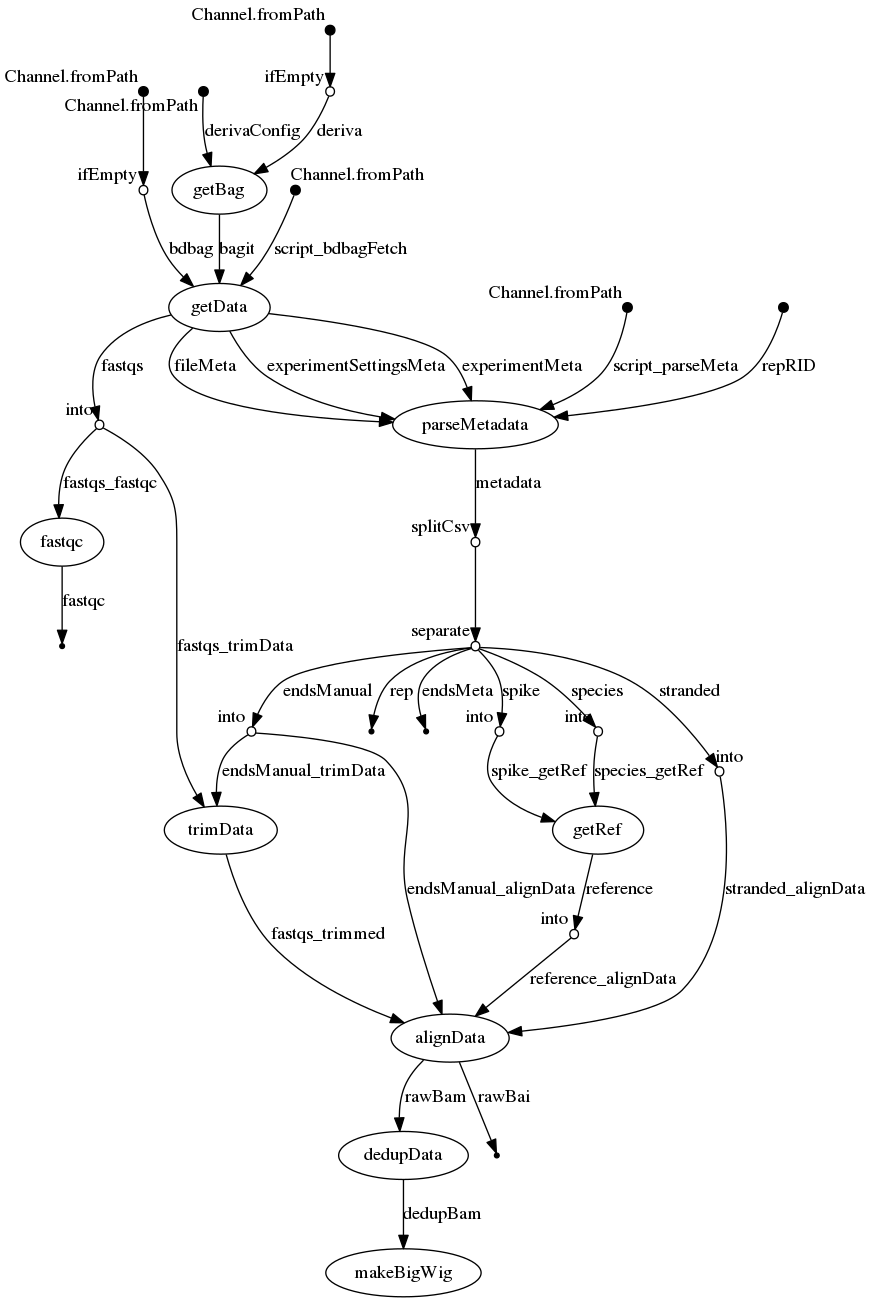 Channel.fromPath
Channel.fromPath
ifEmpty
Channel.fromPath
derivaConfig
deriva
ifEmpty
getBag
Channel.fromPath
bdbag
bagit
script_bdbagFetch
Channel.fromPath
getData
fastqs
fileMeta
experimentSettingsMeta
experimentMeta
script_parseMeta
repRID
into
parseMetadata
fastqs_fastqc
metadata
splitCsv
fastqc
fastqc
separate
fastqs_trimData
endsManual
rep
endsMeta
spike
species
stranded
into
into
into
into
endsManual_trimData
spike_getRef
species_getRef
trimData
getRef
endsManual_alignData
reference
stranded_alignData
into
fastqs_trimmed
reference_alignData
alignData
rawBam
rawBai
dedupData
dedupBam
makeBigWig